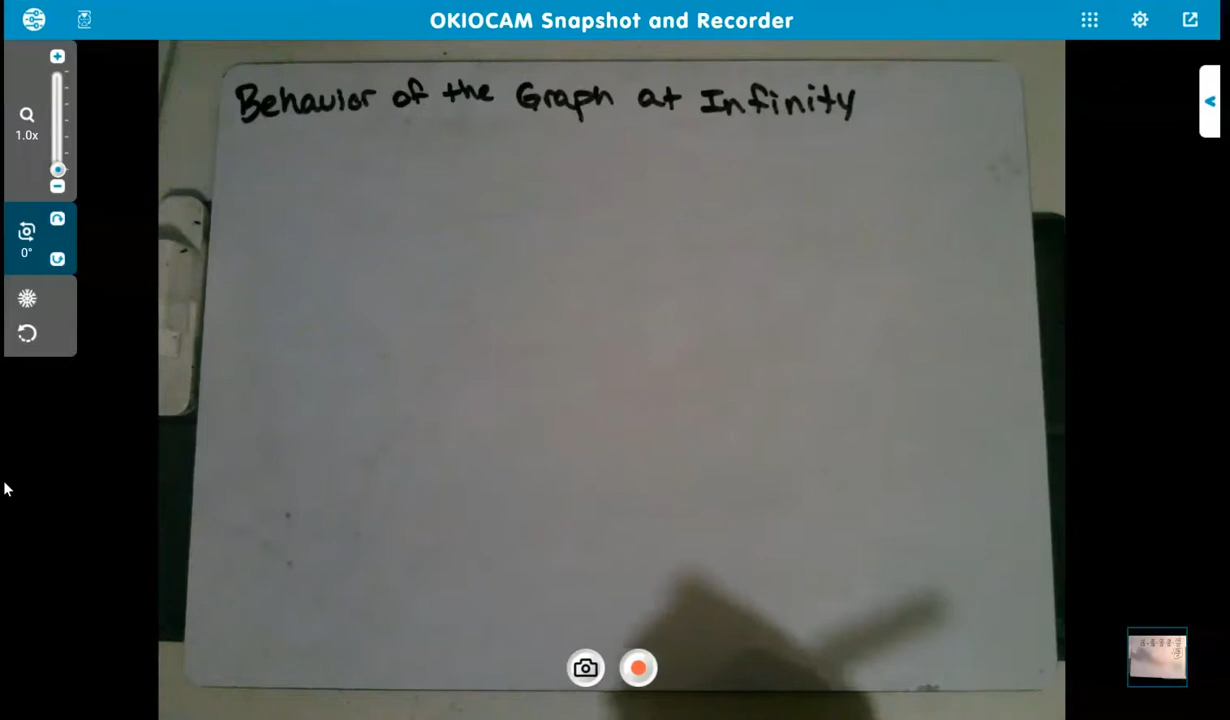 OKIOCAM Snapshot and Recorder
1.0x
0°
Behavior of the Graph at Infinity